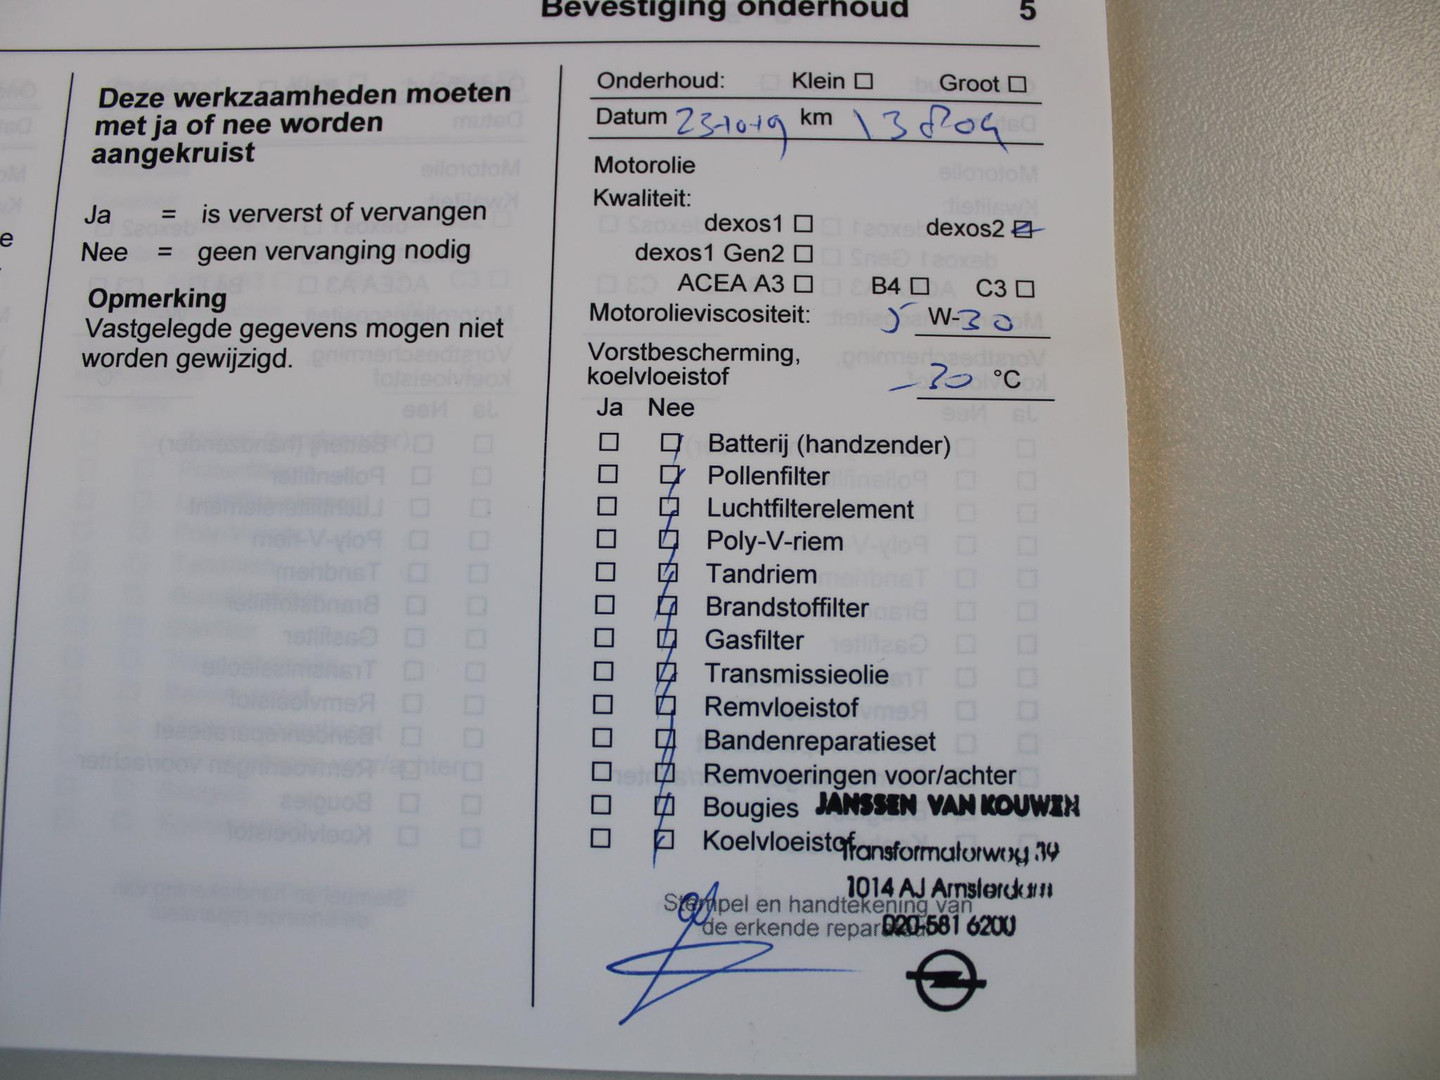 Bevestiging onderhoud 5
Deze werkzaamheden moeten
met ja of nee worden
aangekruist
Ja = is ververst of vervangen
Nee = geen vervanging nodig
Opmerking
Vastgelegde gegevens mogen niet
worden gewijzigd.
e
Onderhoud: Klein Groot
Datum 23-10-19 km 13804
Motorolie
Kwaliteit:
dexos1 dexos2
dexos1 Gen2
ACEA A3 B4 C3
Motorolieviscositeit: 5 W-30
Vorstbescherming,
koelvloeistof -30 °C
Ja Nee
Batterij (handzender)
Pollenfilter
Luchtfilterelement
Poly-V-riem
Tandriem
Brandstoffilter
Gasfilter
Transmissieolie
Remvloeistof
Bandenreparatieset
Remvoeringen voor/achter
Bougies
JANSSEN VAN KOUWEN
Koelvloeistof
Transformatorweg 39
1014 AJ Amsterdam
Stempel en handtekening van
de erkende reparateur
020-581 6200